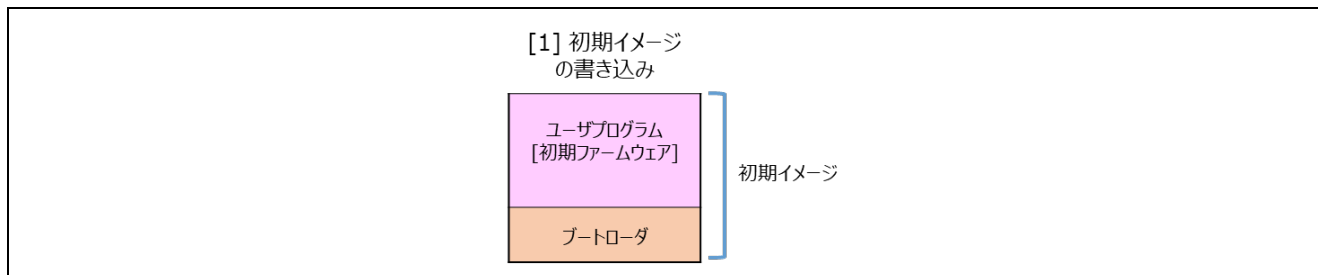 [1] 初期イメージ
の書き込み
ユーザプログラム
[初期ファームウェア]
初期イメージ
ブートローダ